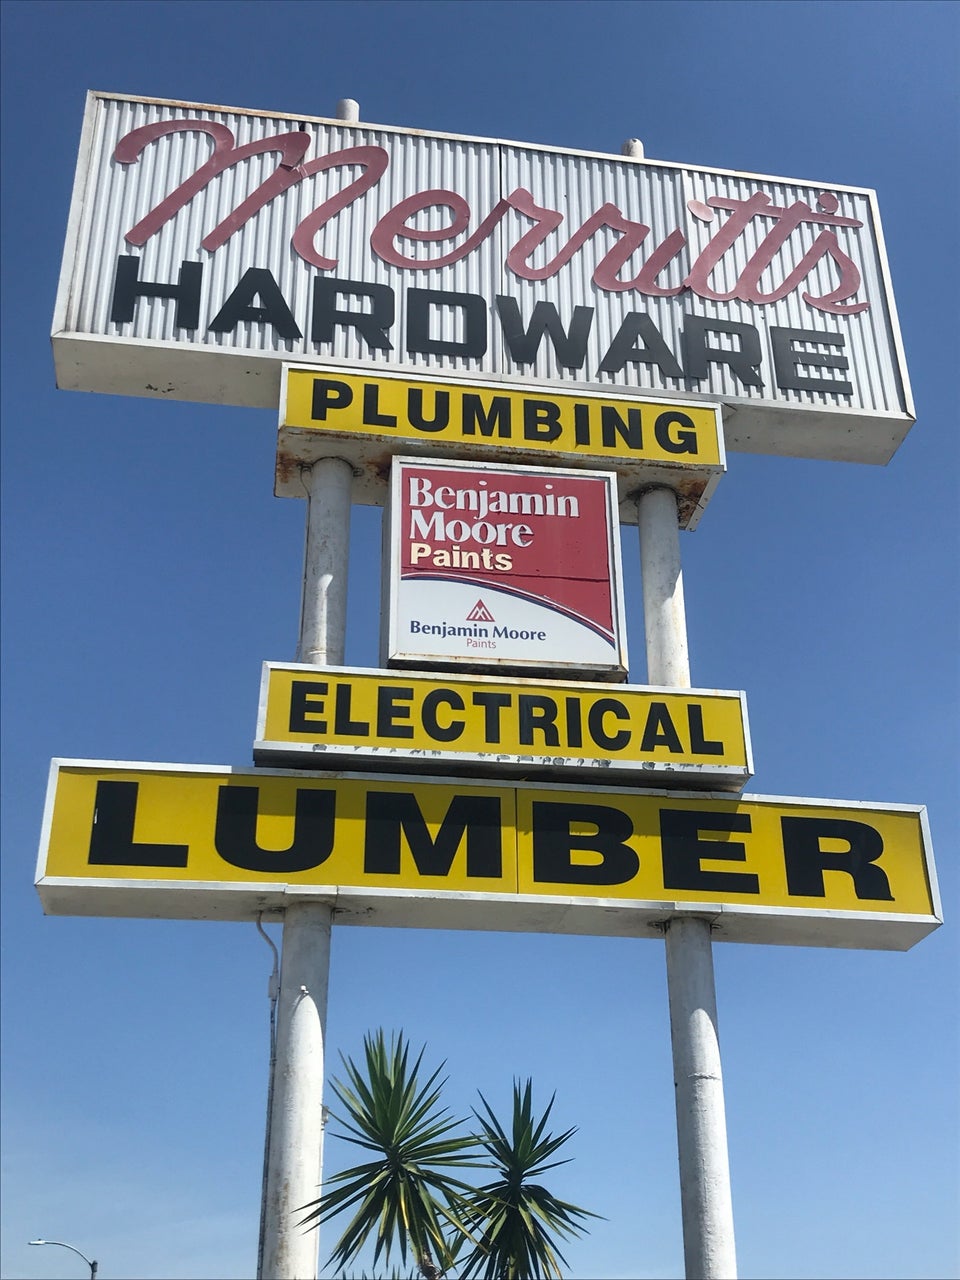 Merritt's
HARDWARE
PLUMBING
Benjamin
Moore
Paints
Benjamin Moore
Paints
ELECTRICAL
LUMBER